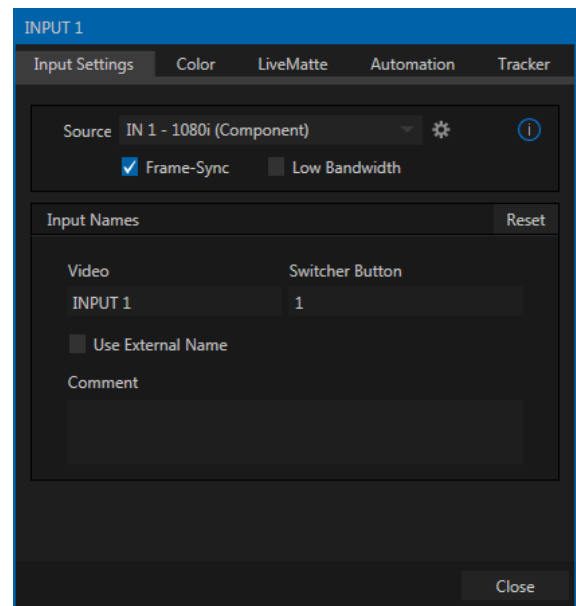 INPUT 1
Input Settings Color LiveMatte Automation Tracker
Source IN 1 - 1080i (Component)
Frame-Sync Low Bandwidth
Input Names Reset
Video Switcher Button
INPUT 1 1
Use External Name
Comment
Close